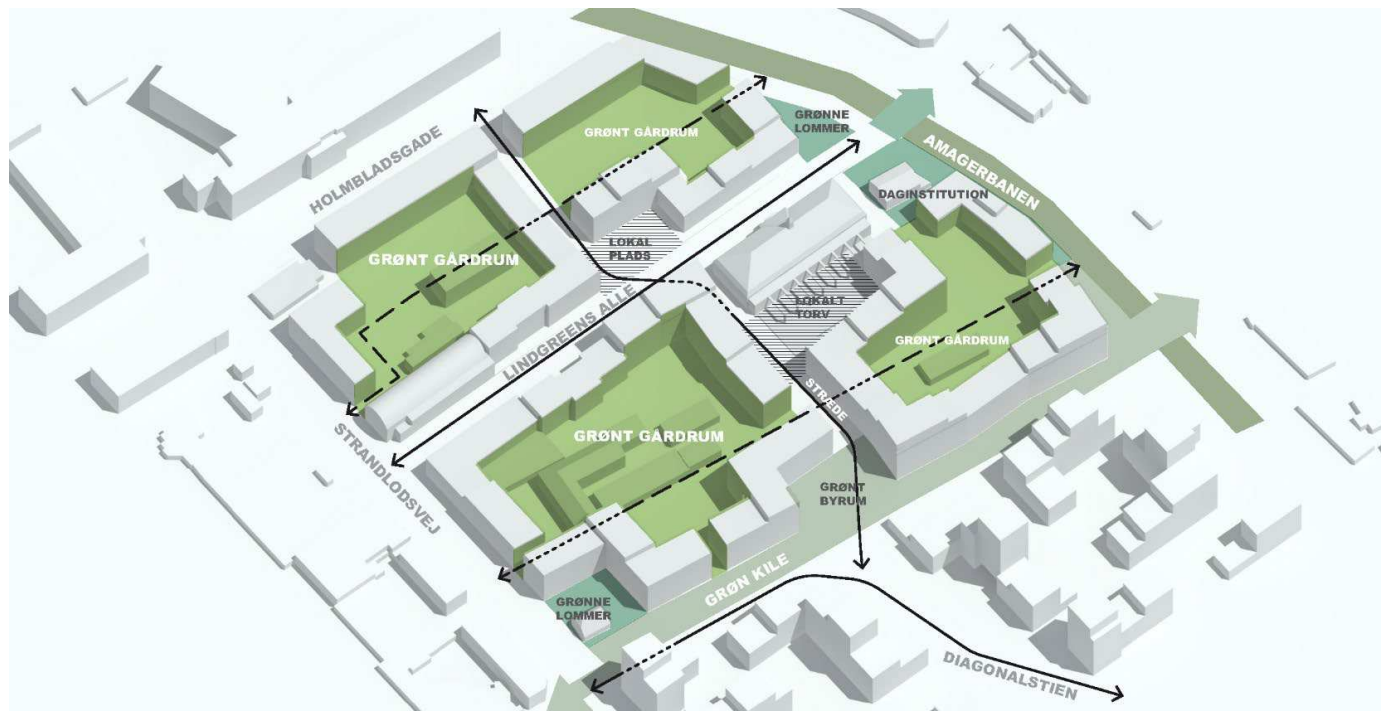 GRØNNE
LOMMER
GRØNT GÅRDRUM
AMAGERBANEN
HOLMBLADSGADE
DAGINSTITUTION
LOKAL
PLADS
GRØNT GÅRDRUM
LOKALT
TORV
LINDGREENS ALLE
GRØNT GÅRDRUM
STRÆDE
STRANDLODSVEJ
GRØNT GÅRDRUM
GRØNT
BYRUM
GRØN KILE
GRØNNE
LOMMER
DIAGONALSTIEN